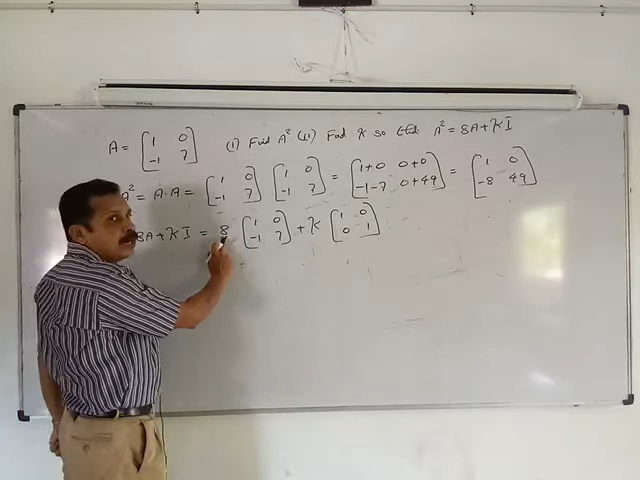 A = [1 0 -1 7] (i) Find A² (ii) Find K so that A² = 8A + KI
A² = A·A = [1 0 -1 7] [1 0 -1 7] = [1+0 0+0 -1-7 0+49] = [1 0 -8 49]
8A + KI = 8 [1 0 -1 7] + K [1 0 0 1]